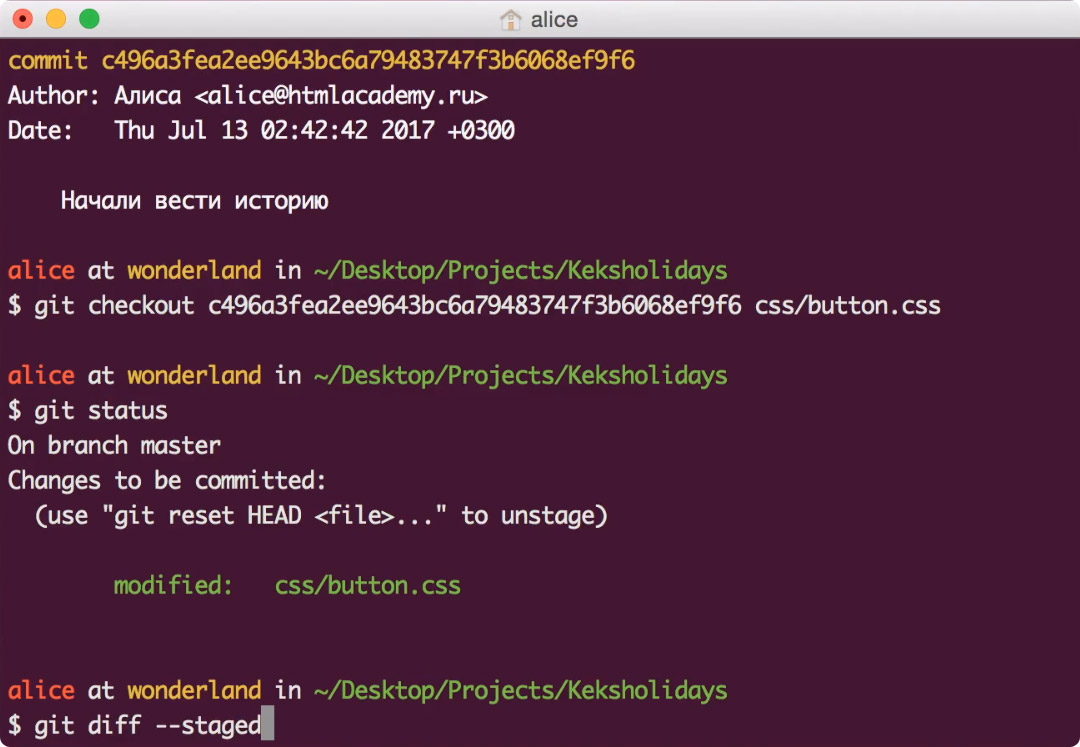 alice
commit c496a3fea2ee9643bc6a79483747f3b6068ef9f6
Author: Алиса <alice@htmlacademy.ru>
Date:   Thu Jul 13 02:42:42 2017 +0300
    Начали вести историю
alice at wonderland in ~/Desktop/Projects/Keksholidays
$ git checkout c496a3fea2ee9643bc6a79483747f3b6068ef9f6 css/button.css
alice at wonderland in ~/Desktop/Projects/Keksholidays
$ git status
On branch master
Changes to be committed:
  (use "git reset HEAD <file>..." to unstage)
        modified:   css/button.css
alice at wonderland in ~/Desktop/Projects/Keksholidays
$ git diff --staged